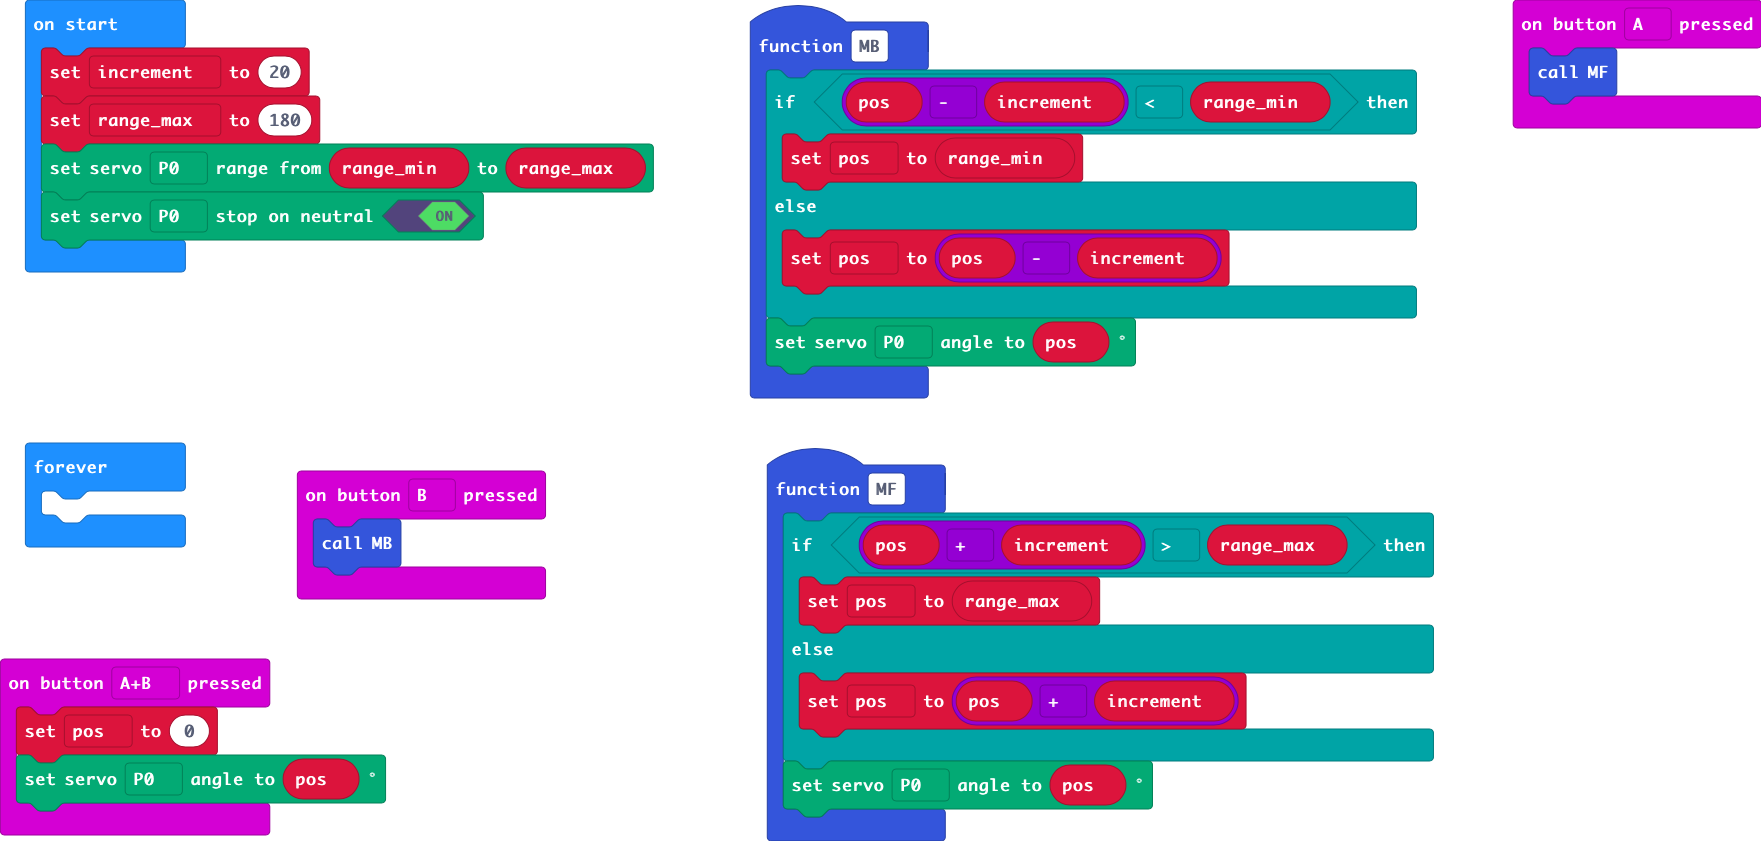 on start
set increment to 20
set range_max to 180
set servo P0 range from range_min to range_max
set servo P0 stop on neutral ON
function MB
if pos - increment < range_min then
set pos to range_min
else
set pos to pos - increment
set servo P0 angle to pos °
on button A pressed
call MF
forever
on button B pressed
call MB
function MF
if pos + increment > range_max then
set pos to range_max
else
set pos to pos + increment
set servo P0 angle to pos °
on button A+B pressed
set pos to 0
set servo P0 angle to pos °